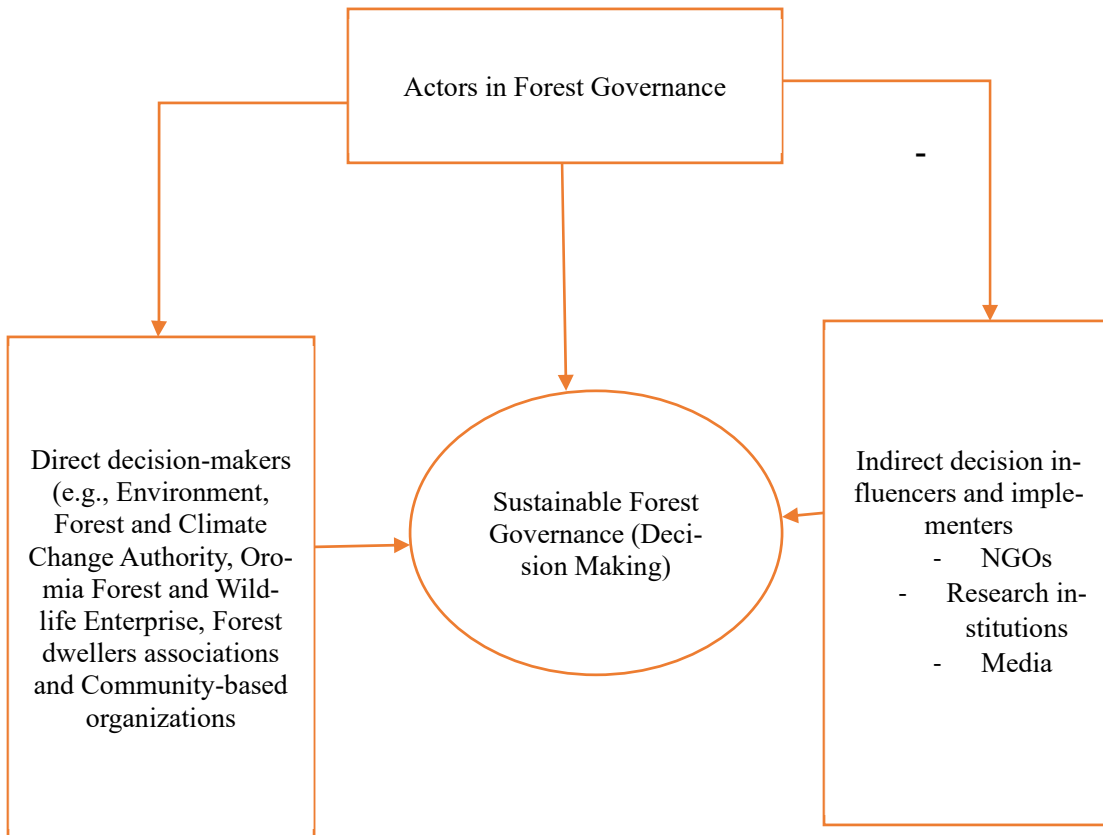 Actors in Forest Governance
-
Direct decision-makers
(e.g., Environment,
Forest and Climate
Change Authority, Oro-
mia Forest and Wild-
life Enterprise, Forest
dwellers associations
and Community-based
organizations
Sustainable Forest
Governance (Deci-
sion Making)
Indirect decision in-
fluencers and imple-
menters
- NGOs
- Research in-
stitutions
- Media